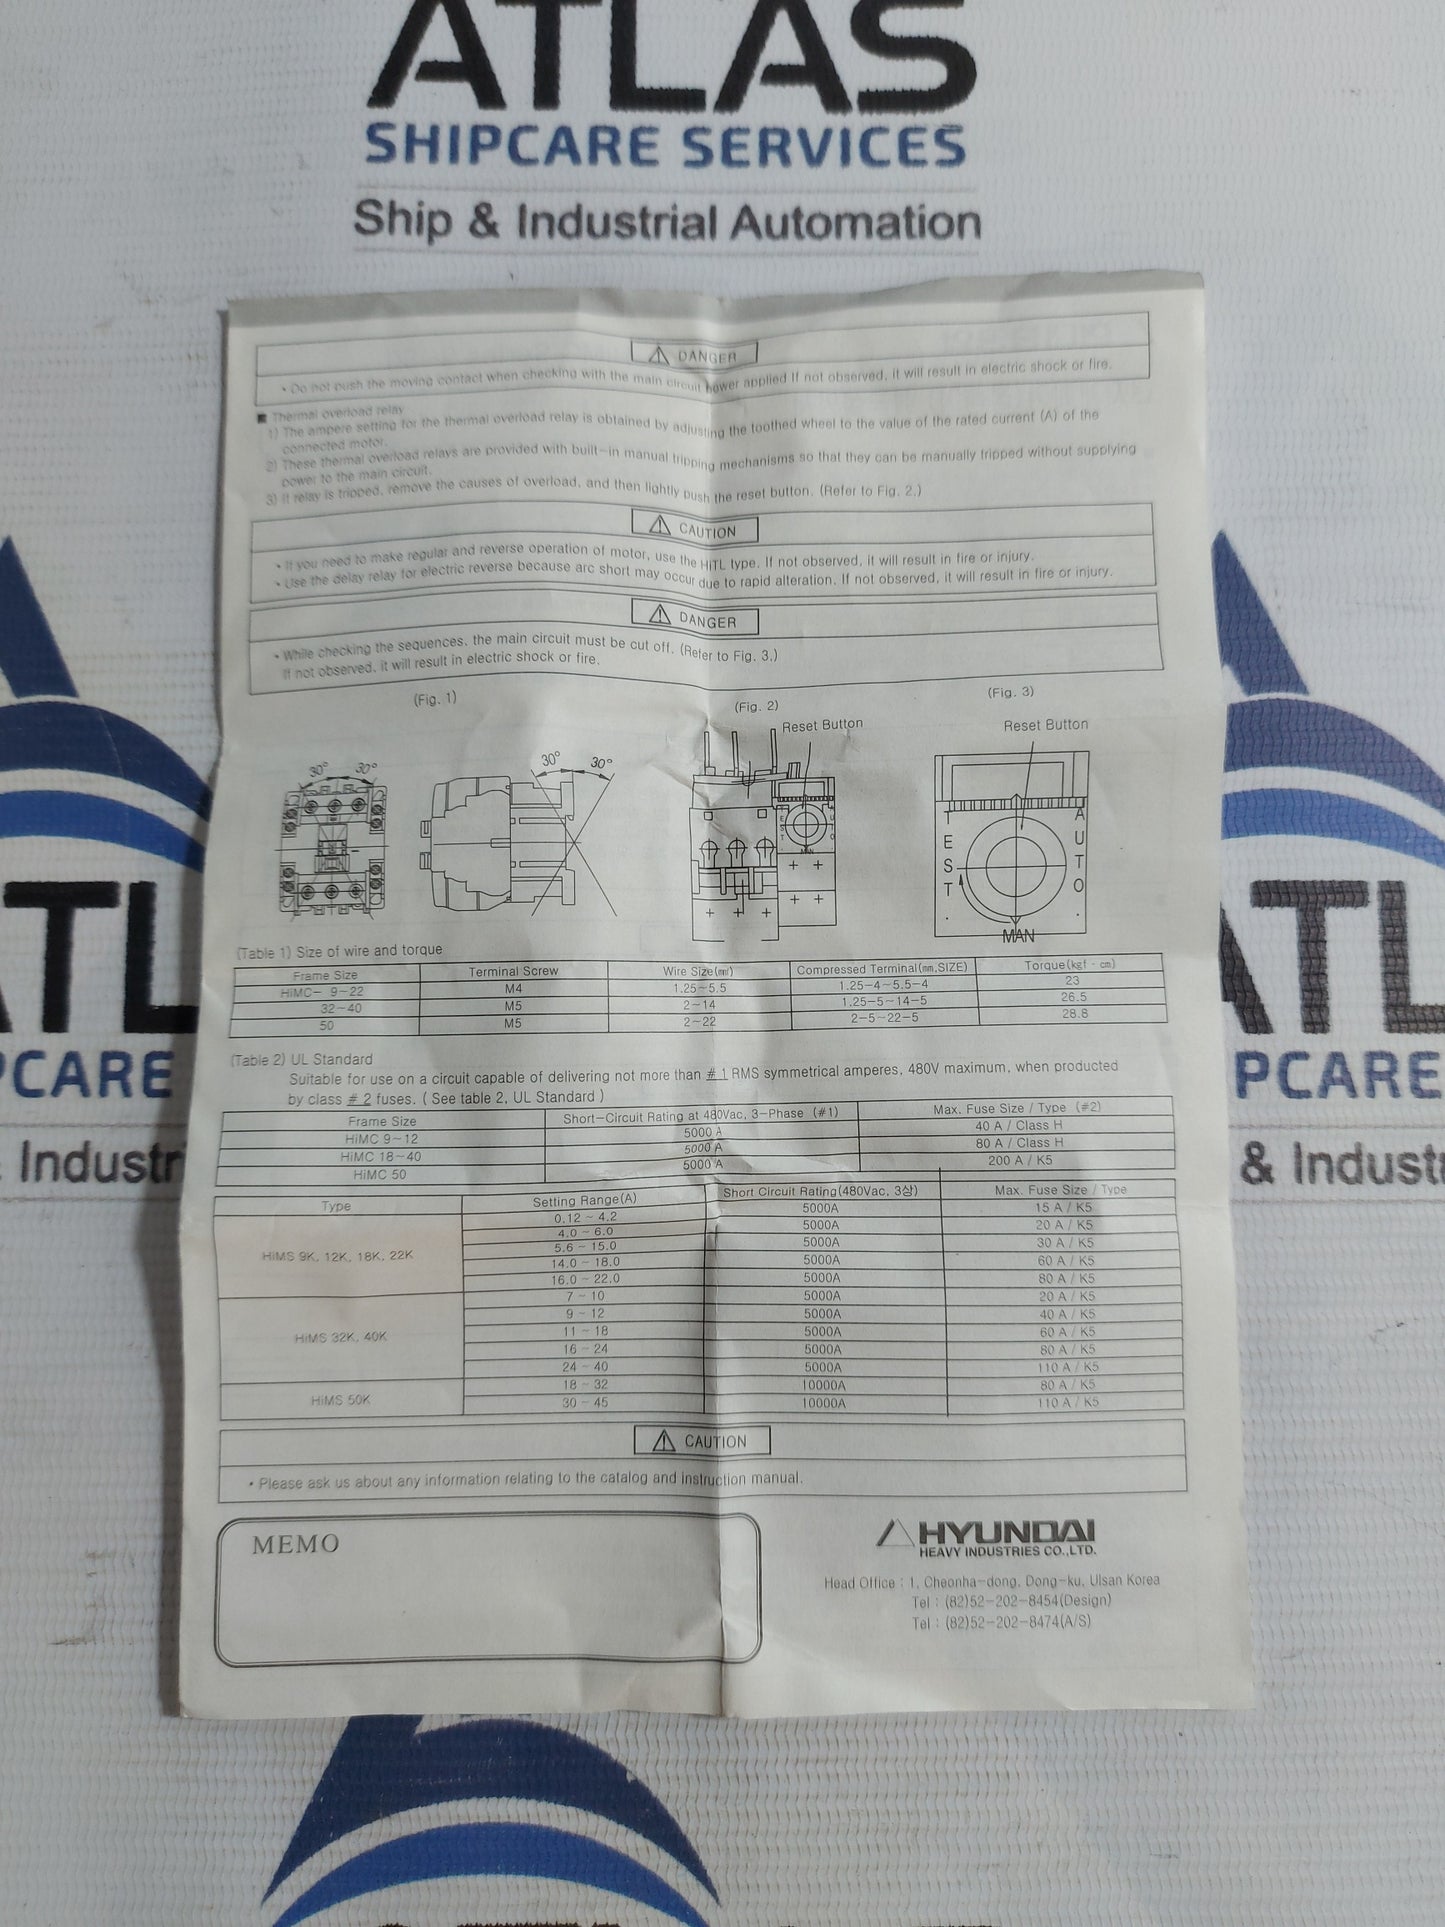 ATLAS
SHIPCARE SERVICES
Ship & Industrial Automation
DANGER
• Do not push the moving contact when checking with the main circuit power applied If not observed, it will result in electric shock or fire.
■ Thermal overload relay
1) The ampere setting for the thermal overload relay is obtained by adjusting the toothed wheel to the value of the rated current (A) of the
connected motor.
2) These thermal overload relays are provided with built-in manual tripping mechanisms so that they can be manually tripped without supplying
power to the main circuit.
3) It relay is tripped, remove the causes of overload, and then lightly push the reset button. (Refer to Fig. 2.)
CAUTION
• If you need to make regular and reverse operation of motor, use the HiTL type. If not observed, it will result in fire or injury.
• Use the delay relay for electric reverse because arc short may occur due to rapid alteration. If not observed, it will result in fire or injury.
DANGER
• While checking the sequences, the main circuit must be cut off. (Refer to Fig. 3.)
If not observed, it will result in electric shock or fire.
(Fig. 1) (Fig. 2) (Fig. 3)
Reset Button Reset Button
30° 30° 30° 30°
TEST AUTO MAN
TEST AUTO MAN
(Table 1) Size of wire and torque
Frame Size Terminal Screw Wire Size(㎟) Compressed Terminal(㎜.SIZE) Torque(kgf · ㎝)
HiMC- 9~22 M4 1.25~5.5 1.25-4~5.5-4 23
32~40 M5 2~14 1.25-5~14-5 26.5
50 M5 2~22 2-5~22-5 28.8
(Table 2) UL Standard
Suitable for use on a circuit capable of delivering not more than # 1 RMS symmetrical amperes, 480V maximum, when producted
by class # 2 fuses. ( See table 2, UL Standard )
Frame Size Short-Circuit Rating at 480Vac, 3-Phase (#1) Max. Fuse Size / Type (#2)
HiMC 9~12 5000 A 40 A / Class H
HiMC 18~40 5000 A 80 A / Class H
HiMC 50 5000 A 200 A / K5
Type Setting Range(A) Short Circuit Rating(480Vac, 3상) Max. Fuse Size / Type
HiMS 9K, 12K, 18K, 22K 0.12 ~ 4.2 5000A 15 A / K5
4.0 ~ 6.0 5000A 20 A / K5
5.6 ~ 15.0 5000A 30 A / K5
14.0 ~ 18.0 5000A 60 A / K5
16.0 ~ 22.0 5000A 80 A / K5
HiMS 32K, 40K 7 ~ 10 5000A 20 A / K5
9 ~ 12 5000A 40 A / K5
11 ~ 18 5000A 60 A / K5
16 ~ 24 5000A 80 A / K5
24 ~ 40 5000A 110 A / K5
HiMS 50K 18 ~ 32 10000A 80 A / K5
30 ~ 45 10000A 110 A / K5
CAUTION
• Please ask us about any information relating to the catalog and instruction manual.
MEMO
HYUNDAI
HEAVY INDUSTRIES CO.,LTD.
Head Office : 1, Cheonha-dong, Dong-ku, Ulsan Korea
Tel : (82)52-202-8454(Design)
Tel : (82)52-202-8474(A/S)
ATL
PCARE
& Industr
ATL
PCARE
& Indust